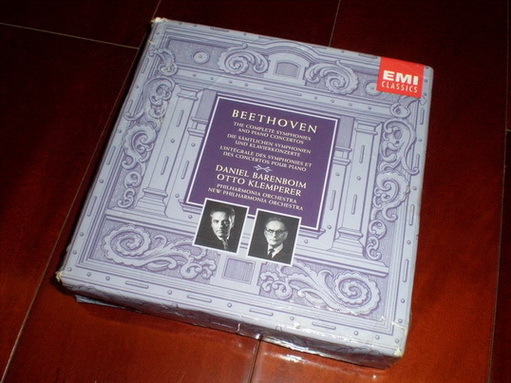 EMI
CLASSICS
BEETHOVEN
THE COMPLETE SYMPHONIES
AND PIANO CONCERTOS
DIE SÄMTLICHEN SYMPHONIEN
UND KLAVIERKONZERTE
L'INTÉGRALE DES SYMPHONIES ET
DES CONCERTOS POUR PIANO
DANIEL BARENBOIM
OTTO KLEMPERER
PHILHARMONIA ORCHESTRA
NEW PHILHARMONIA ORCHESTRA